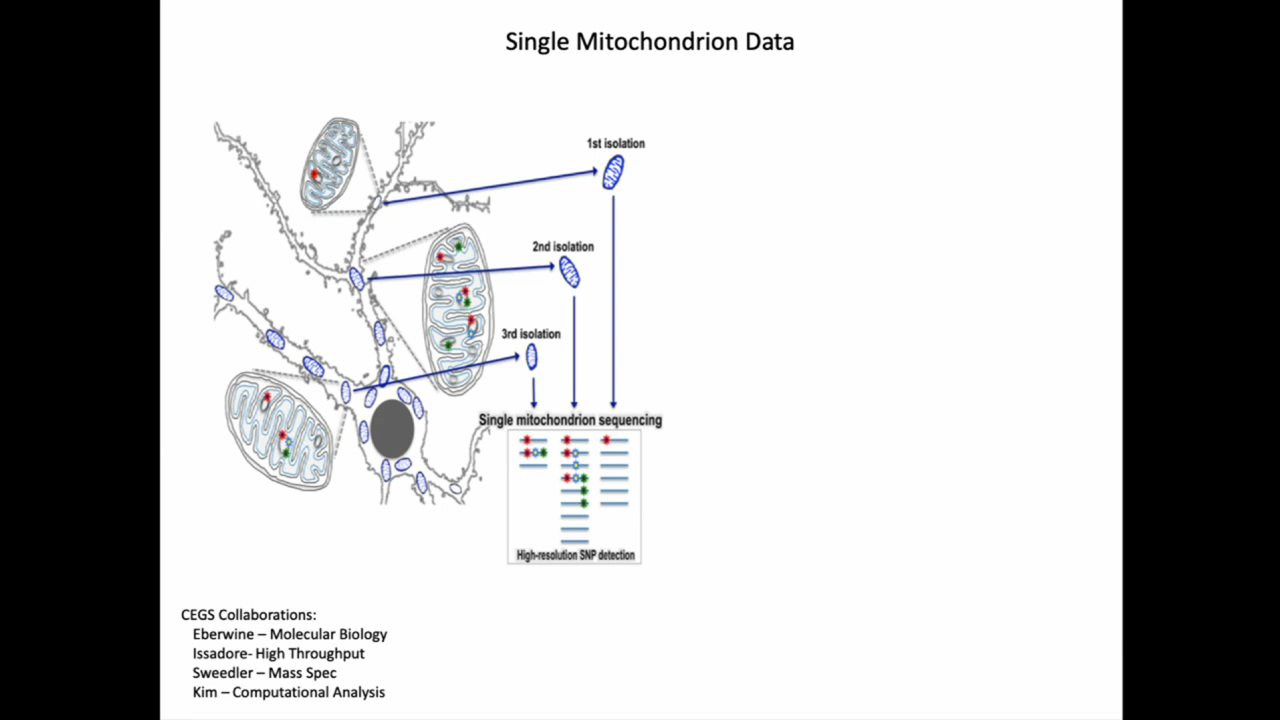 Single Mitochondrion Data
1st isolation
2nd isolation
3rd isolation
Single mitochondrion sequencing
High-resolution SNP detection
CEGS Collaborations:
Eberwine – Molecular Biology
Issadore- High Throughput
Sweedler – Mass Spec
Kim – Computational Analysis